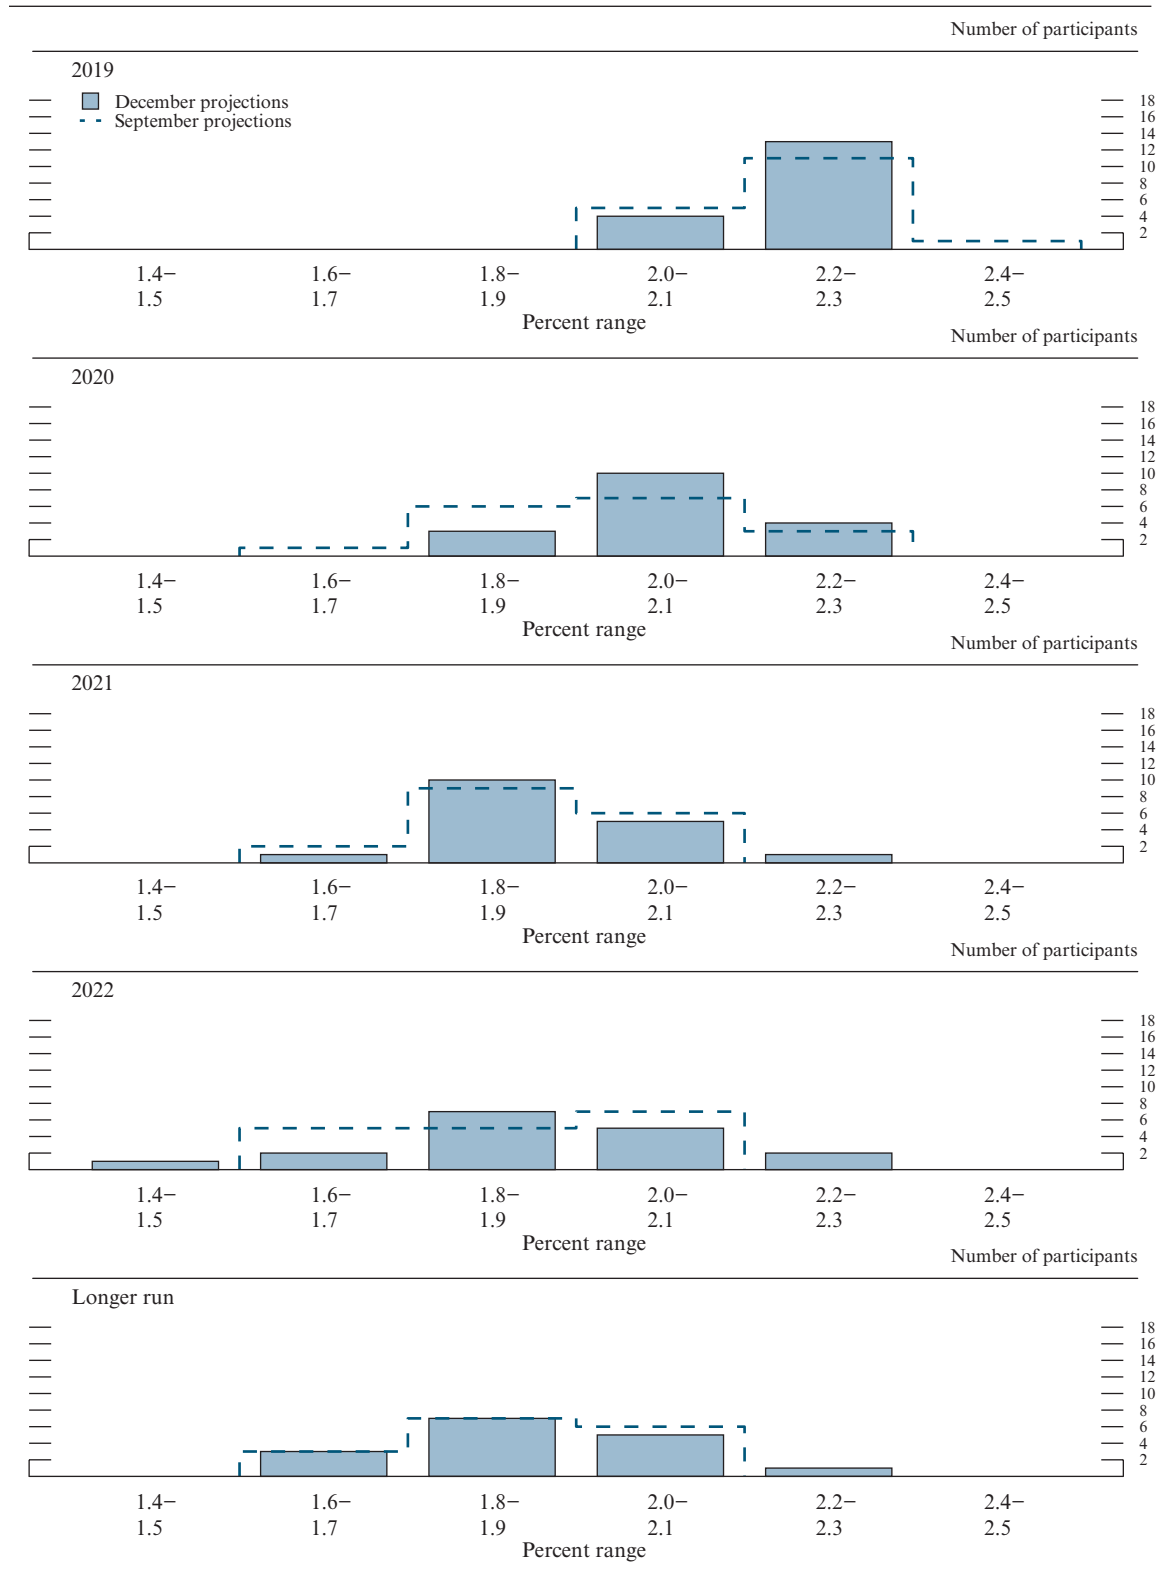 Number of participants
2019
December projections
September projections
18
16
14
12
10
8
6
4
2
1.4− 1.6− 1.8− 2.0− 2.2− 2.4−
1.5 1.7 1.9 2.1 2.3 2.5
Percent range
Number of participants
2020
18
16
14
12
10
8
6
4
2
1.4− 1.6− 1.8− 2.0− 2.2− 2.4−
1.5 1.7 1.9 2.1 2.3 2.5
Percent range
Number of participants
2021
18
16
14
12
10
8
6
4
2
1.4− 1.6− 1.8− 2.0− 2.2− 2.4−
1.5 1.7 1.9 2.1 2.3 2.5
Percent range
Number of participants
2022
18
16
14
12
10
8
6
4
2
1.4− 1.6− 1.8− 2.0− 2.2− 2.4−
1.5 1.7 1.9 2.1 2.3 2.5
Percent range
Number of participants
Longer run
18
16
14
12
10
8
6
4
2
1.4− 1.6− 1.8− 2.0− 2.2− 2.4−
1.5 1.7 1.9 2.1 2.3 2.5
Percent range